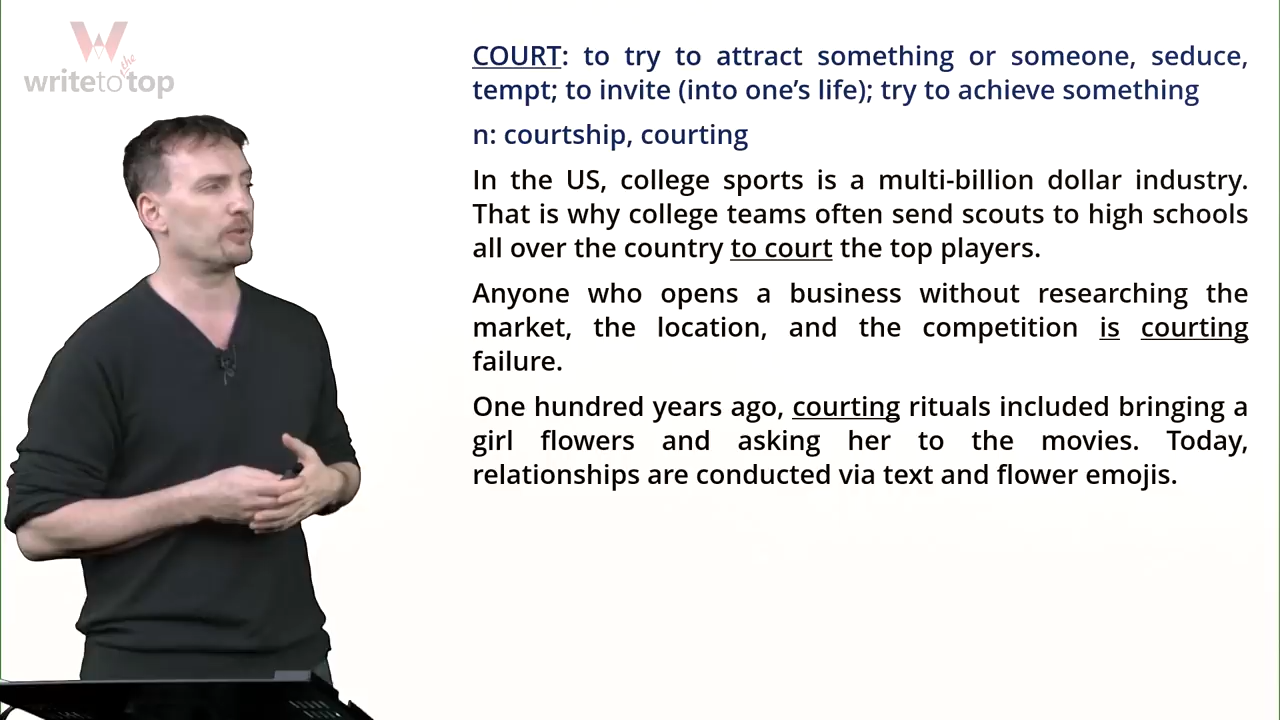 W
the
writetotop
COURT: to try to attract something or someone, seduce,
tempt; to invite (into one's life); try to achieve something
n: courtship, courting
In the US, college sports is a multi-billion dollar industry.
That is why college teams often send scouts to high schools
all over the country to court the top players.
Anyone who opens a business without researching the
market, the location, and the competition is courting
failure.
One hundred years ago, courting rituals included bringing a
girl flowers and asking her to the movies. Today,
relationships are conducted via text and flower emojis.